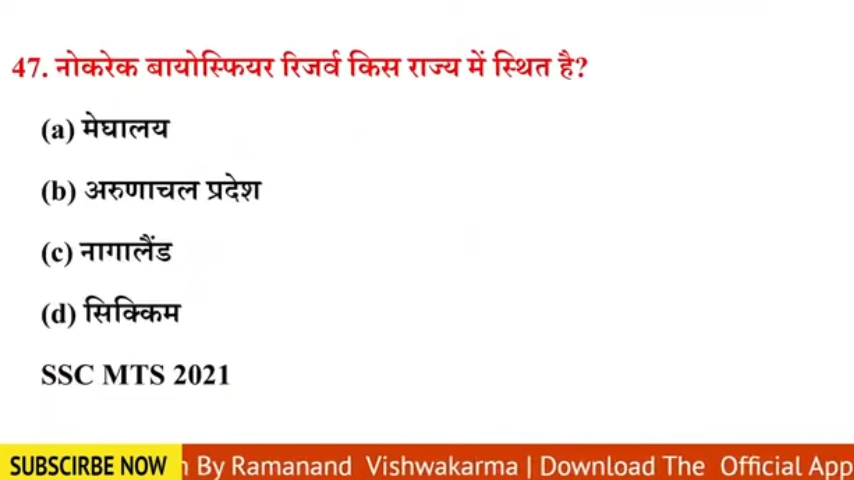 47. नोकरेक बायोस्फियर रिजर्व किस राज्य में स्थित है?
(a) मेघालय
(b) अरुणाचल प्रदेश
(c) नागालैंड
(d) सिक्किम
SSC MTS 2021
SUBSCIRBE NOW
By Ramanand Vishwakarma | Download The Official App